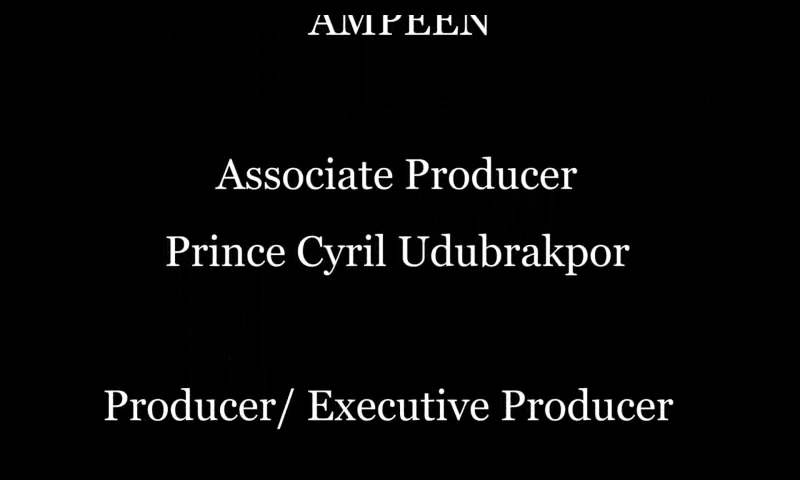 AMPEEN
Associate Producer
Prince Cyril Udubrakpor
Producer/ Executive Producer